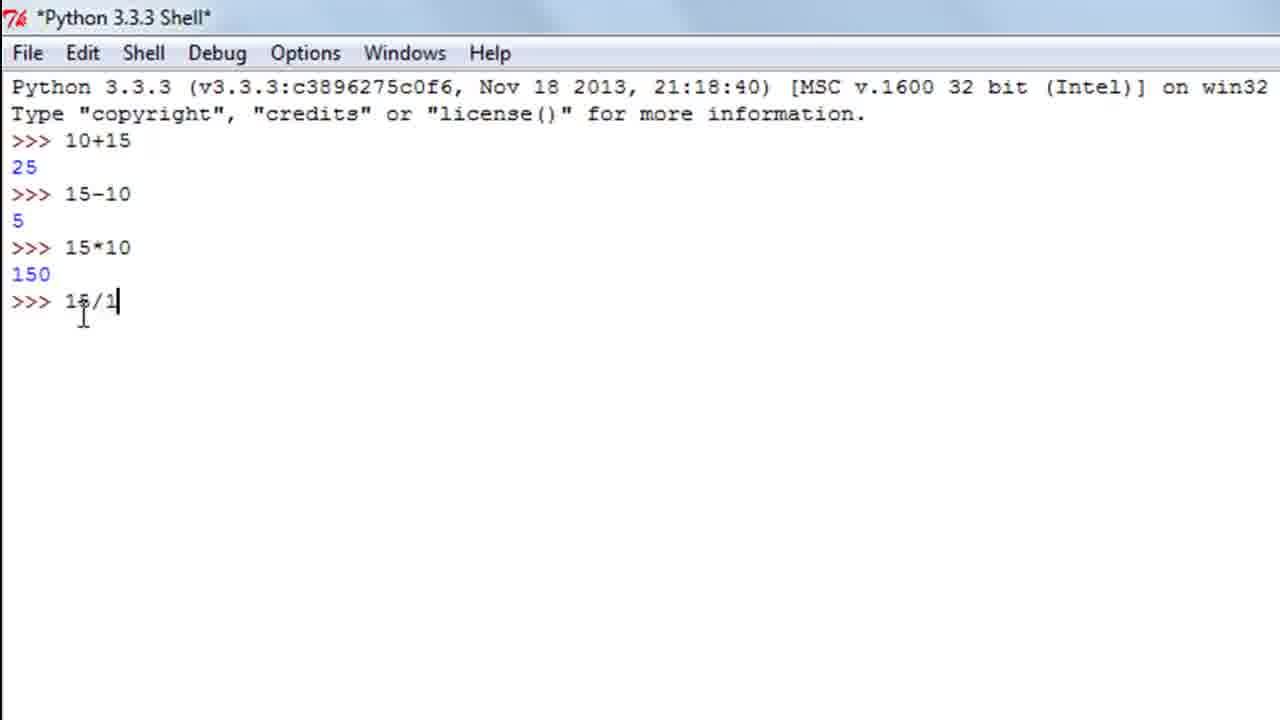 *Python 3.3.3 Shell*
File Edit Shell Debug Options Windows Help
Python 3.3.3 (v3.3.3:c3896275c0f6, Nov 18 2013, 21:18:40) [MSC v.1600 32 bit (Intel)] on win32
Type "copyright", "credits" or "license()" for more information.
>>> 10+15
25
>>> 15-10
5
>>> 15*10
150
>>> 15/1